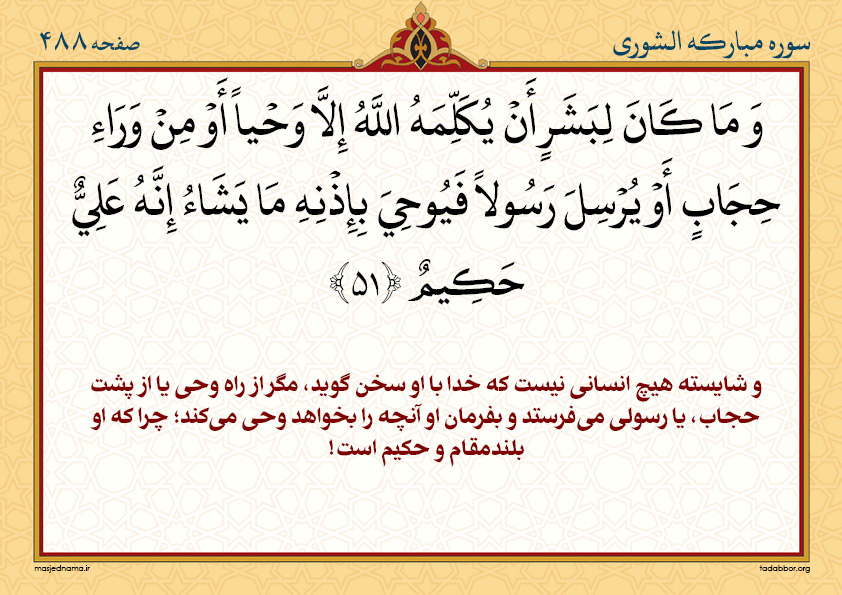 سوره مبارکه الشوری
صفحه ۴۸۸
وَ مَا كَانَ لِبَشَرٍ أَنْ يُكَلِّمَهُ اللَّهُ إِلَّا وَحْياً أَوْ مِنْ وَرَاءِ
حِجَابٍ أَوْ يُرْسِلَ رَسُولاً فَيُوحِيَ بِإِذْنِهِ مَا يَشَاءُ إِنَّهُ عَلِيٌّ
حَكِيمٌ ﴿۵۱﴾
و شایسته هیچ انسانی نیست که خدا با او سخن گوید، مگر از راه وحی یا از پشت
حجاب، یا رسولی می‌فرستد و بفرمان او آنچه را بخواهد وحی می‌کند؛ چرا که او
بلندمقام و حکیم است!
masjednama.ir
tadabbor.org